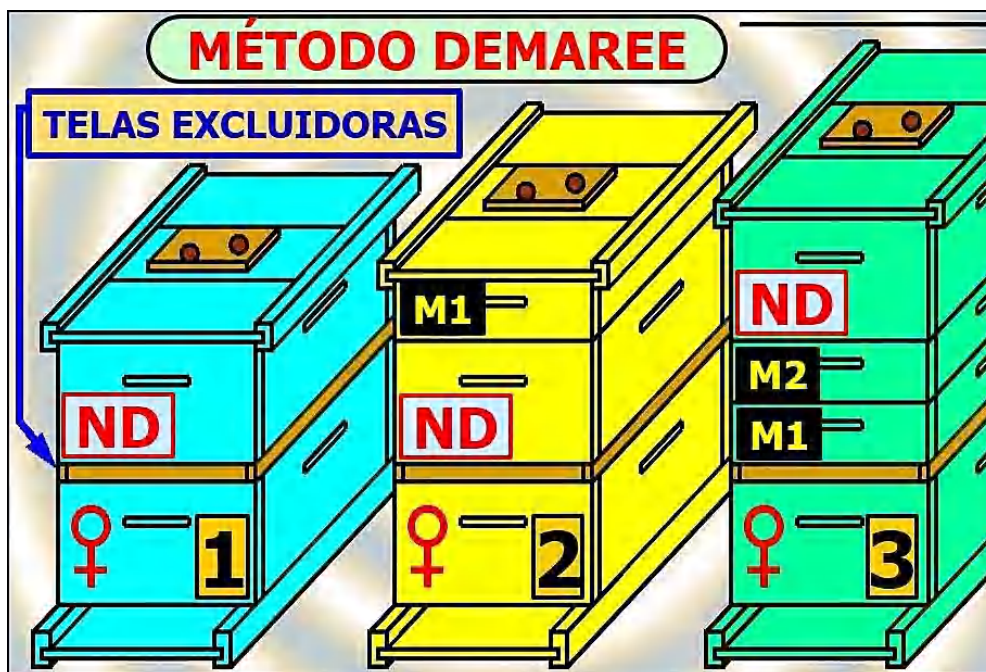 MÉTODO DEMAREE
TELAS EXCLUIDORAS
ND
1
M1
ND
2
ND
M2
M1
3